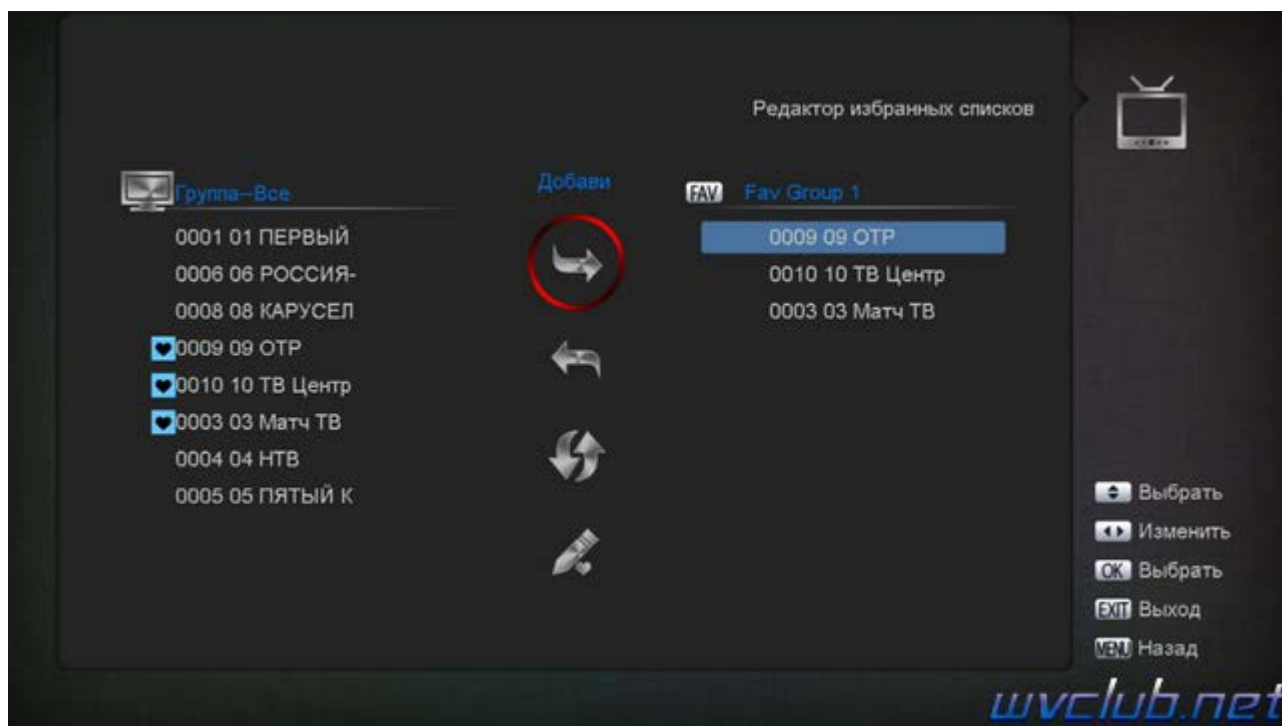 Редактор избранных списков
Группа--Все
0001 01 ПЕРВЫЙ
0006 06 РОССИЯ-
0008 08 КАРУСЕЛ
0009 09 ОТР
0010 10 ТВ Центр
0003 03 Матч ТВ
0004 04 НТВ
0005 05 ПЯТЫЙ К
Добави
FAV Fav Group 1
0009 09 ОТР
0010 10 ТВ Центр
0003 03 Матч ТВ
Выбрать
Изменить
OK Выбрать
EXIT Выход
MENU Назад
wvclub.net